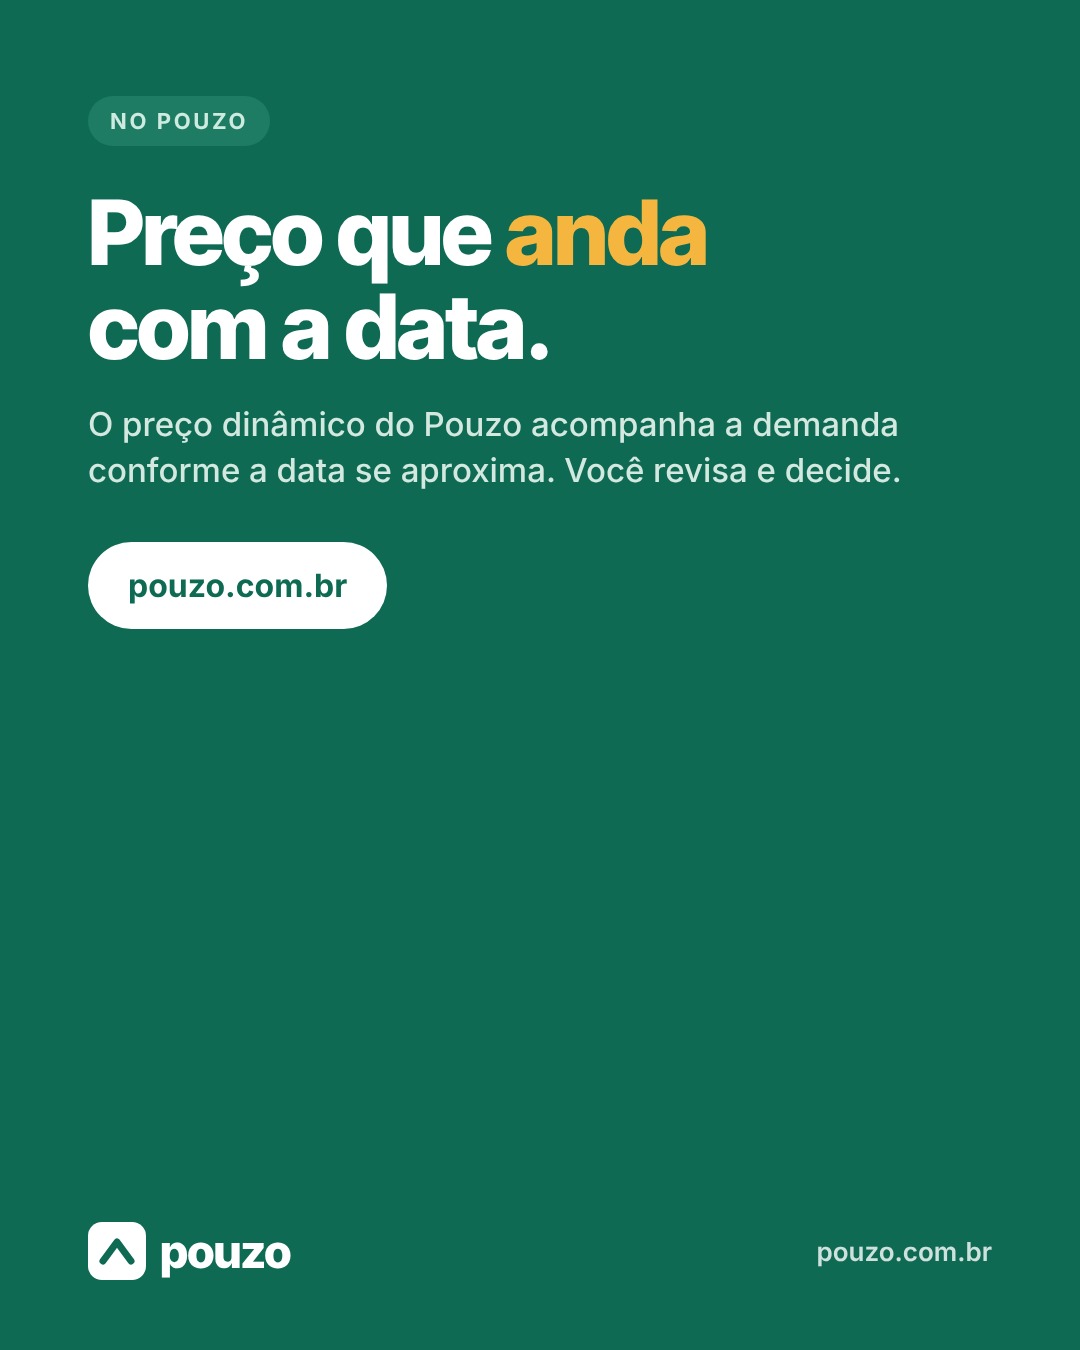 NO POUZO
Preço que anda
com a data.
O preço dinâmico do Pouzo acompanha a demanda
conforme a data se aproxima. Você revisa e decide.
pouzo.com.br
pouzo
pouzo.com.br